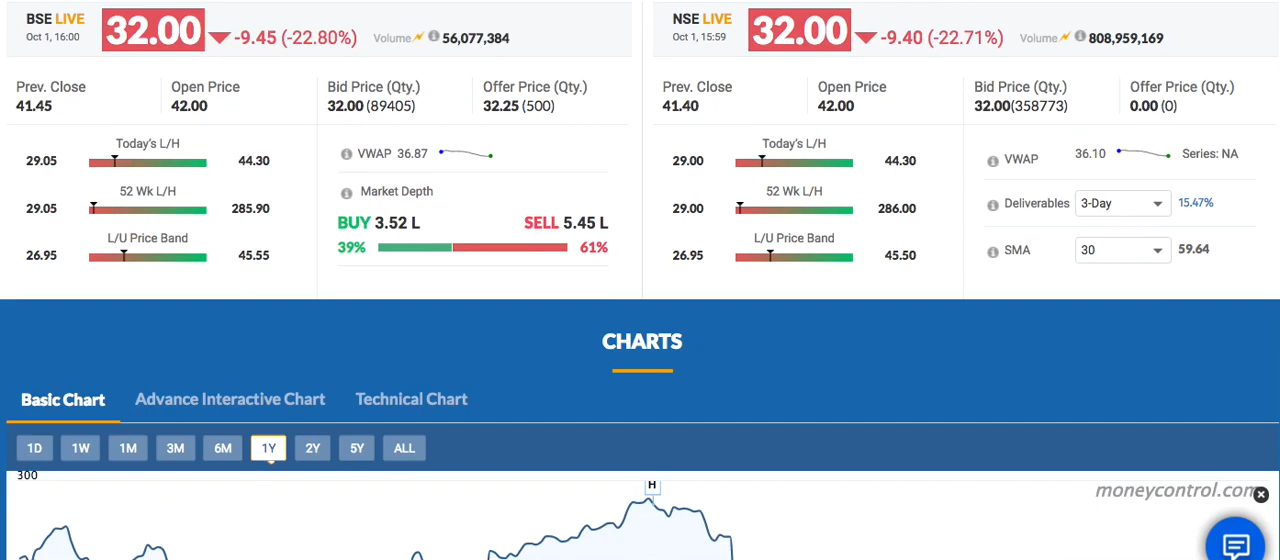 BSE LIVE
Oct 1, 16:00
32.00
-9.45 (-22.80%)
Volume 56,077,384
Prev. Close
41.45
Open Price
42.00
Bid Price (Qty.)
32.00 (89405)
Offer Price (Qty.)
32.25 (500)
Today's L/H
29.05 44.30
52 Wk L/H
29.05 285.90
L/U Price Band
26.95 45.55
VWAP 36.87
Market Depth
BUY 3.52 L SELL 5.45 L
39% 61%
NSE LIVE
Oct 1, 15:59
32.00
-9.40 (-22.71%)
Volume 808,959,169
Prev. Close
41.40
Open Price
42.00
Bid Price (Qty.)
32.00(358773)
Offer Price (Qty.)
0.00 (0)
Today's L/H
29.00 44.30
52 Wk L/H
29.00 286.00
L/U Price Band
26.95 45.50
VWAP 36.10 Series: NA
Deliverables 3-Day 15.47%
SMA 30 59.64
CHARTS
Basic Chart Advance Interactive Chart Technical Chart
1D 1W 1M 3M 6M 1Y 2Y 5Y ALL
300
H
moneycontrol.com